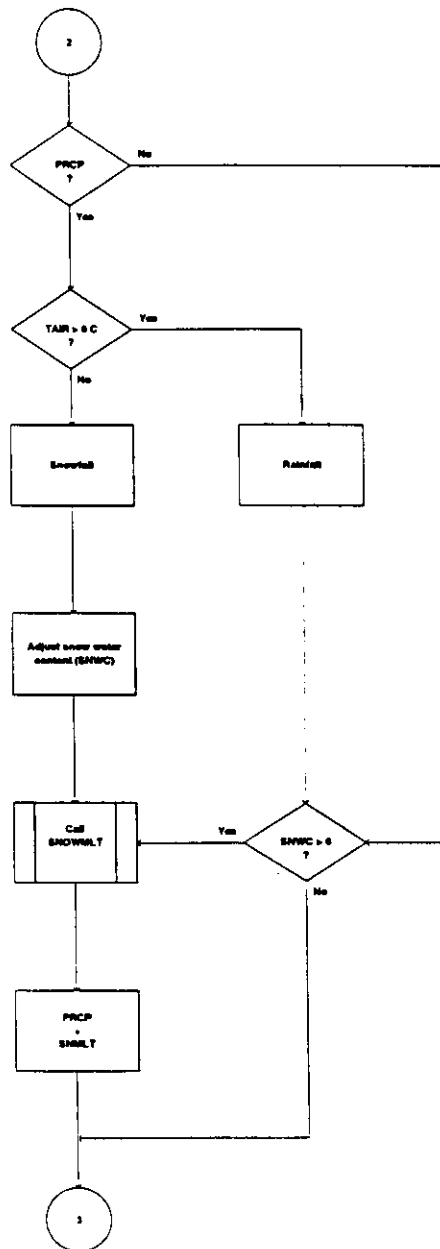 2
PRCP
?
No
Yes
TAIR > 0 C
?
Yes
No
Snowfall
Rainfall
Adjust snow water
content (SNWC)
Call
SNOWMLT
Yes
SNWC > 0
?
No
PRCP
+
SNMLT
3